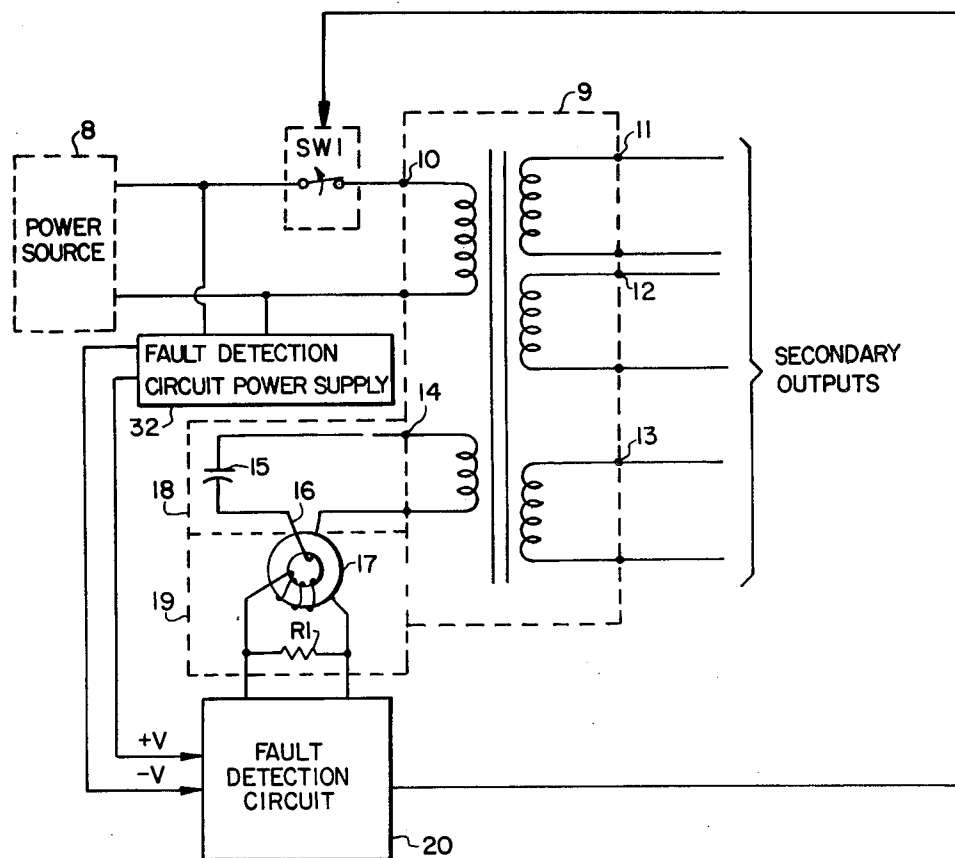 9
8
SW1
11
10
POWER
SOURCE
12
FAULT DETECTION
CIRCUIT POWER SUPPLY
SECONDARY
OUTPUTS
32
14
13
15
16
18
17
19
R1
+V
-V
FAULT
DETECTION
CIRCUIT
20